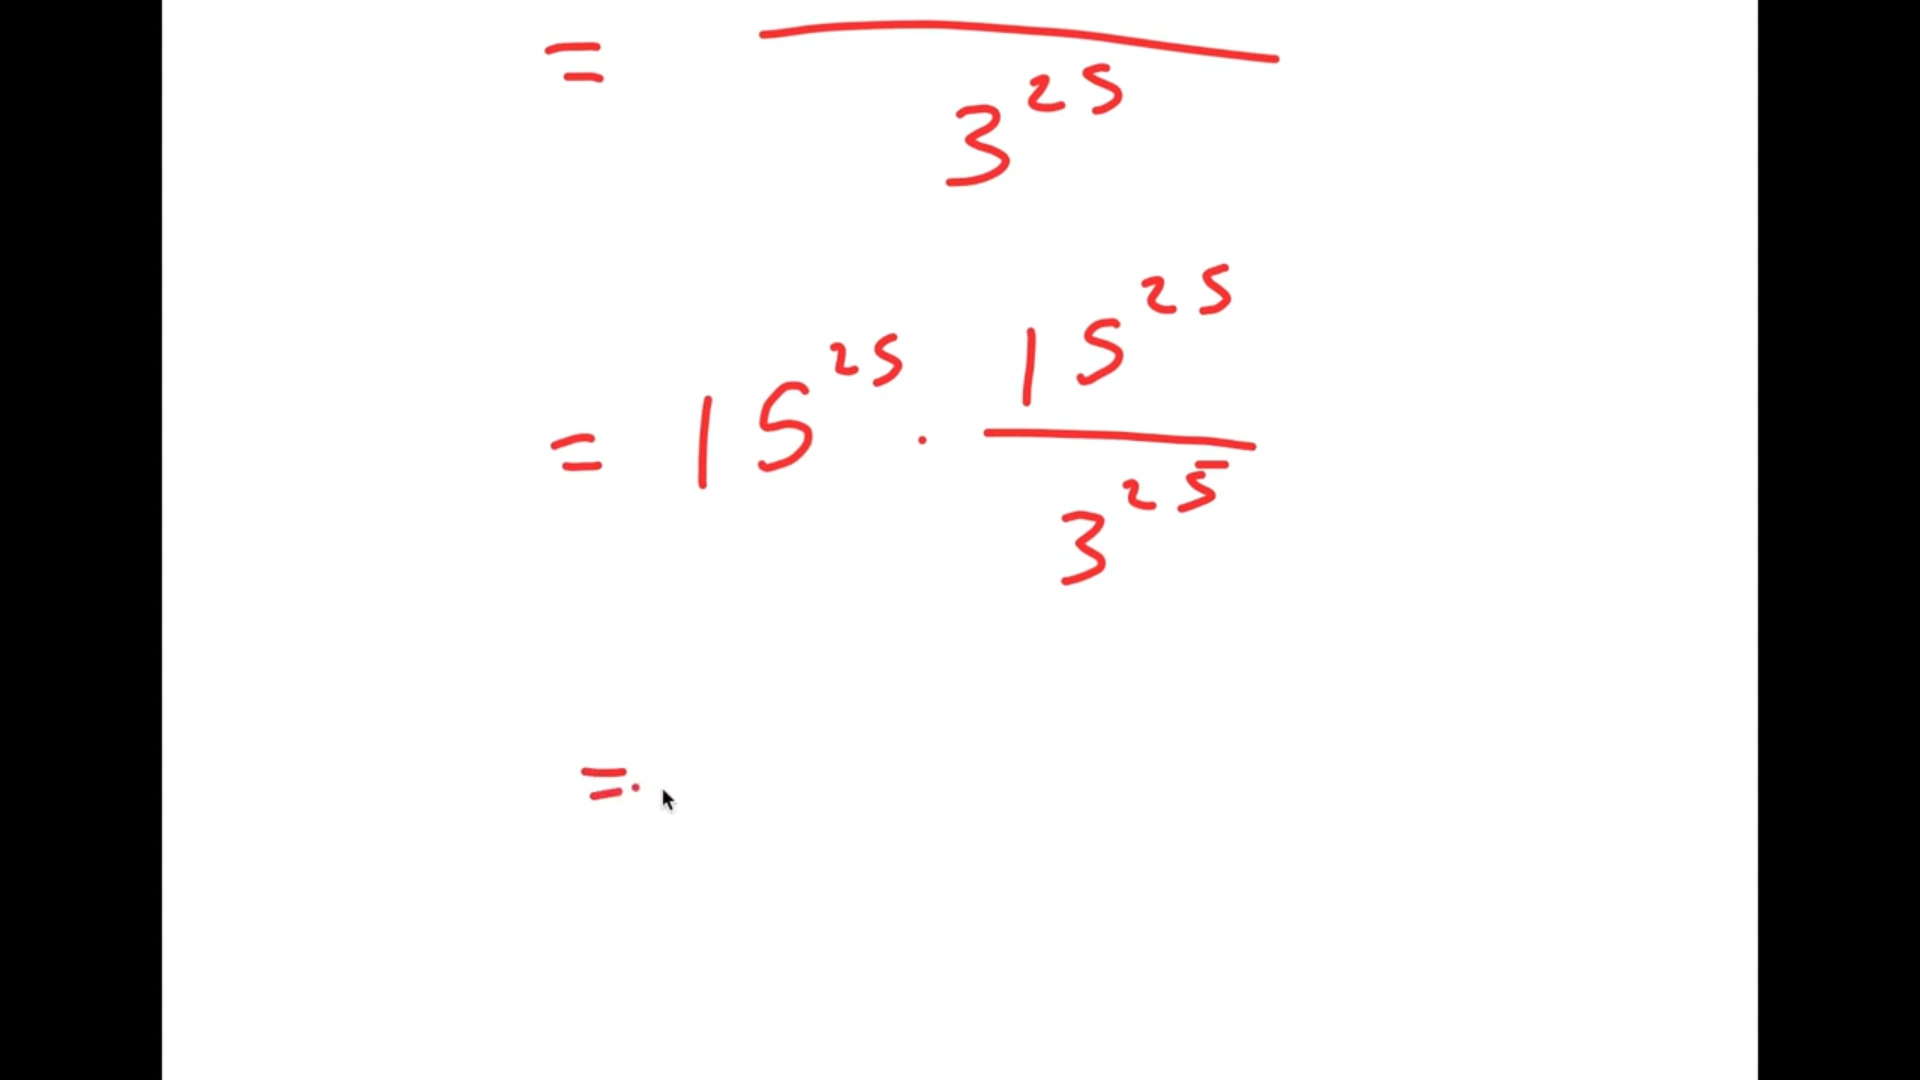 = ―――
3^25
= 15^25 · 15^25 / 3^25
= .